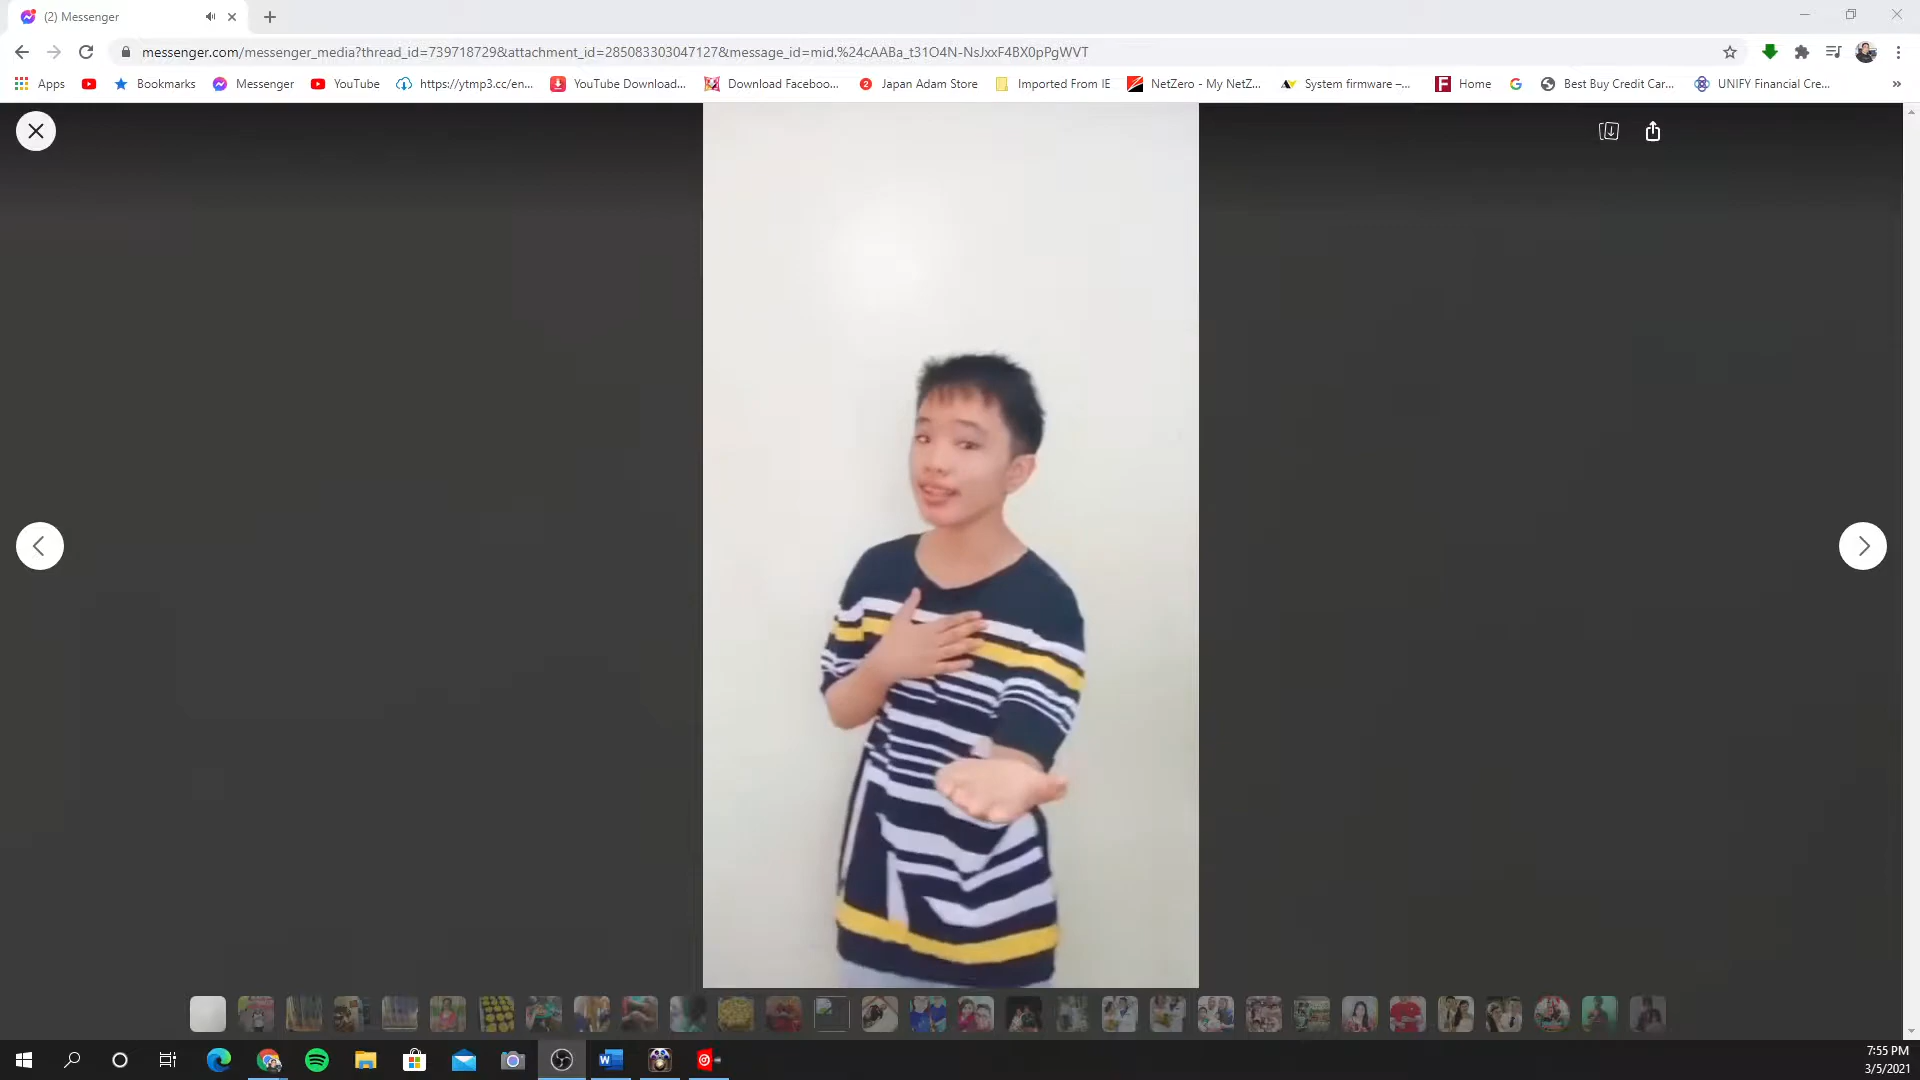 (2) Messenger
messenger.com/messenger_media?thread_id=739718729&attachment_id=285083303047127&message_id=mid.%24cAABa_t31O4N-NsJxxF4BX0pPgWVT
Apps Bookmarks Messenger YouTube https://ytmp3.cc/en... YouTube Download... Download Faceboo... 2 Japan Adam Store Imported From IE NetZero - My NetZ... System firmware –... F Home G Best Buy Credit Car... UNIFY Financial Cre... »
W
7:55 PM
3/5/2021